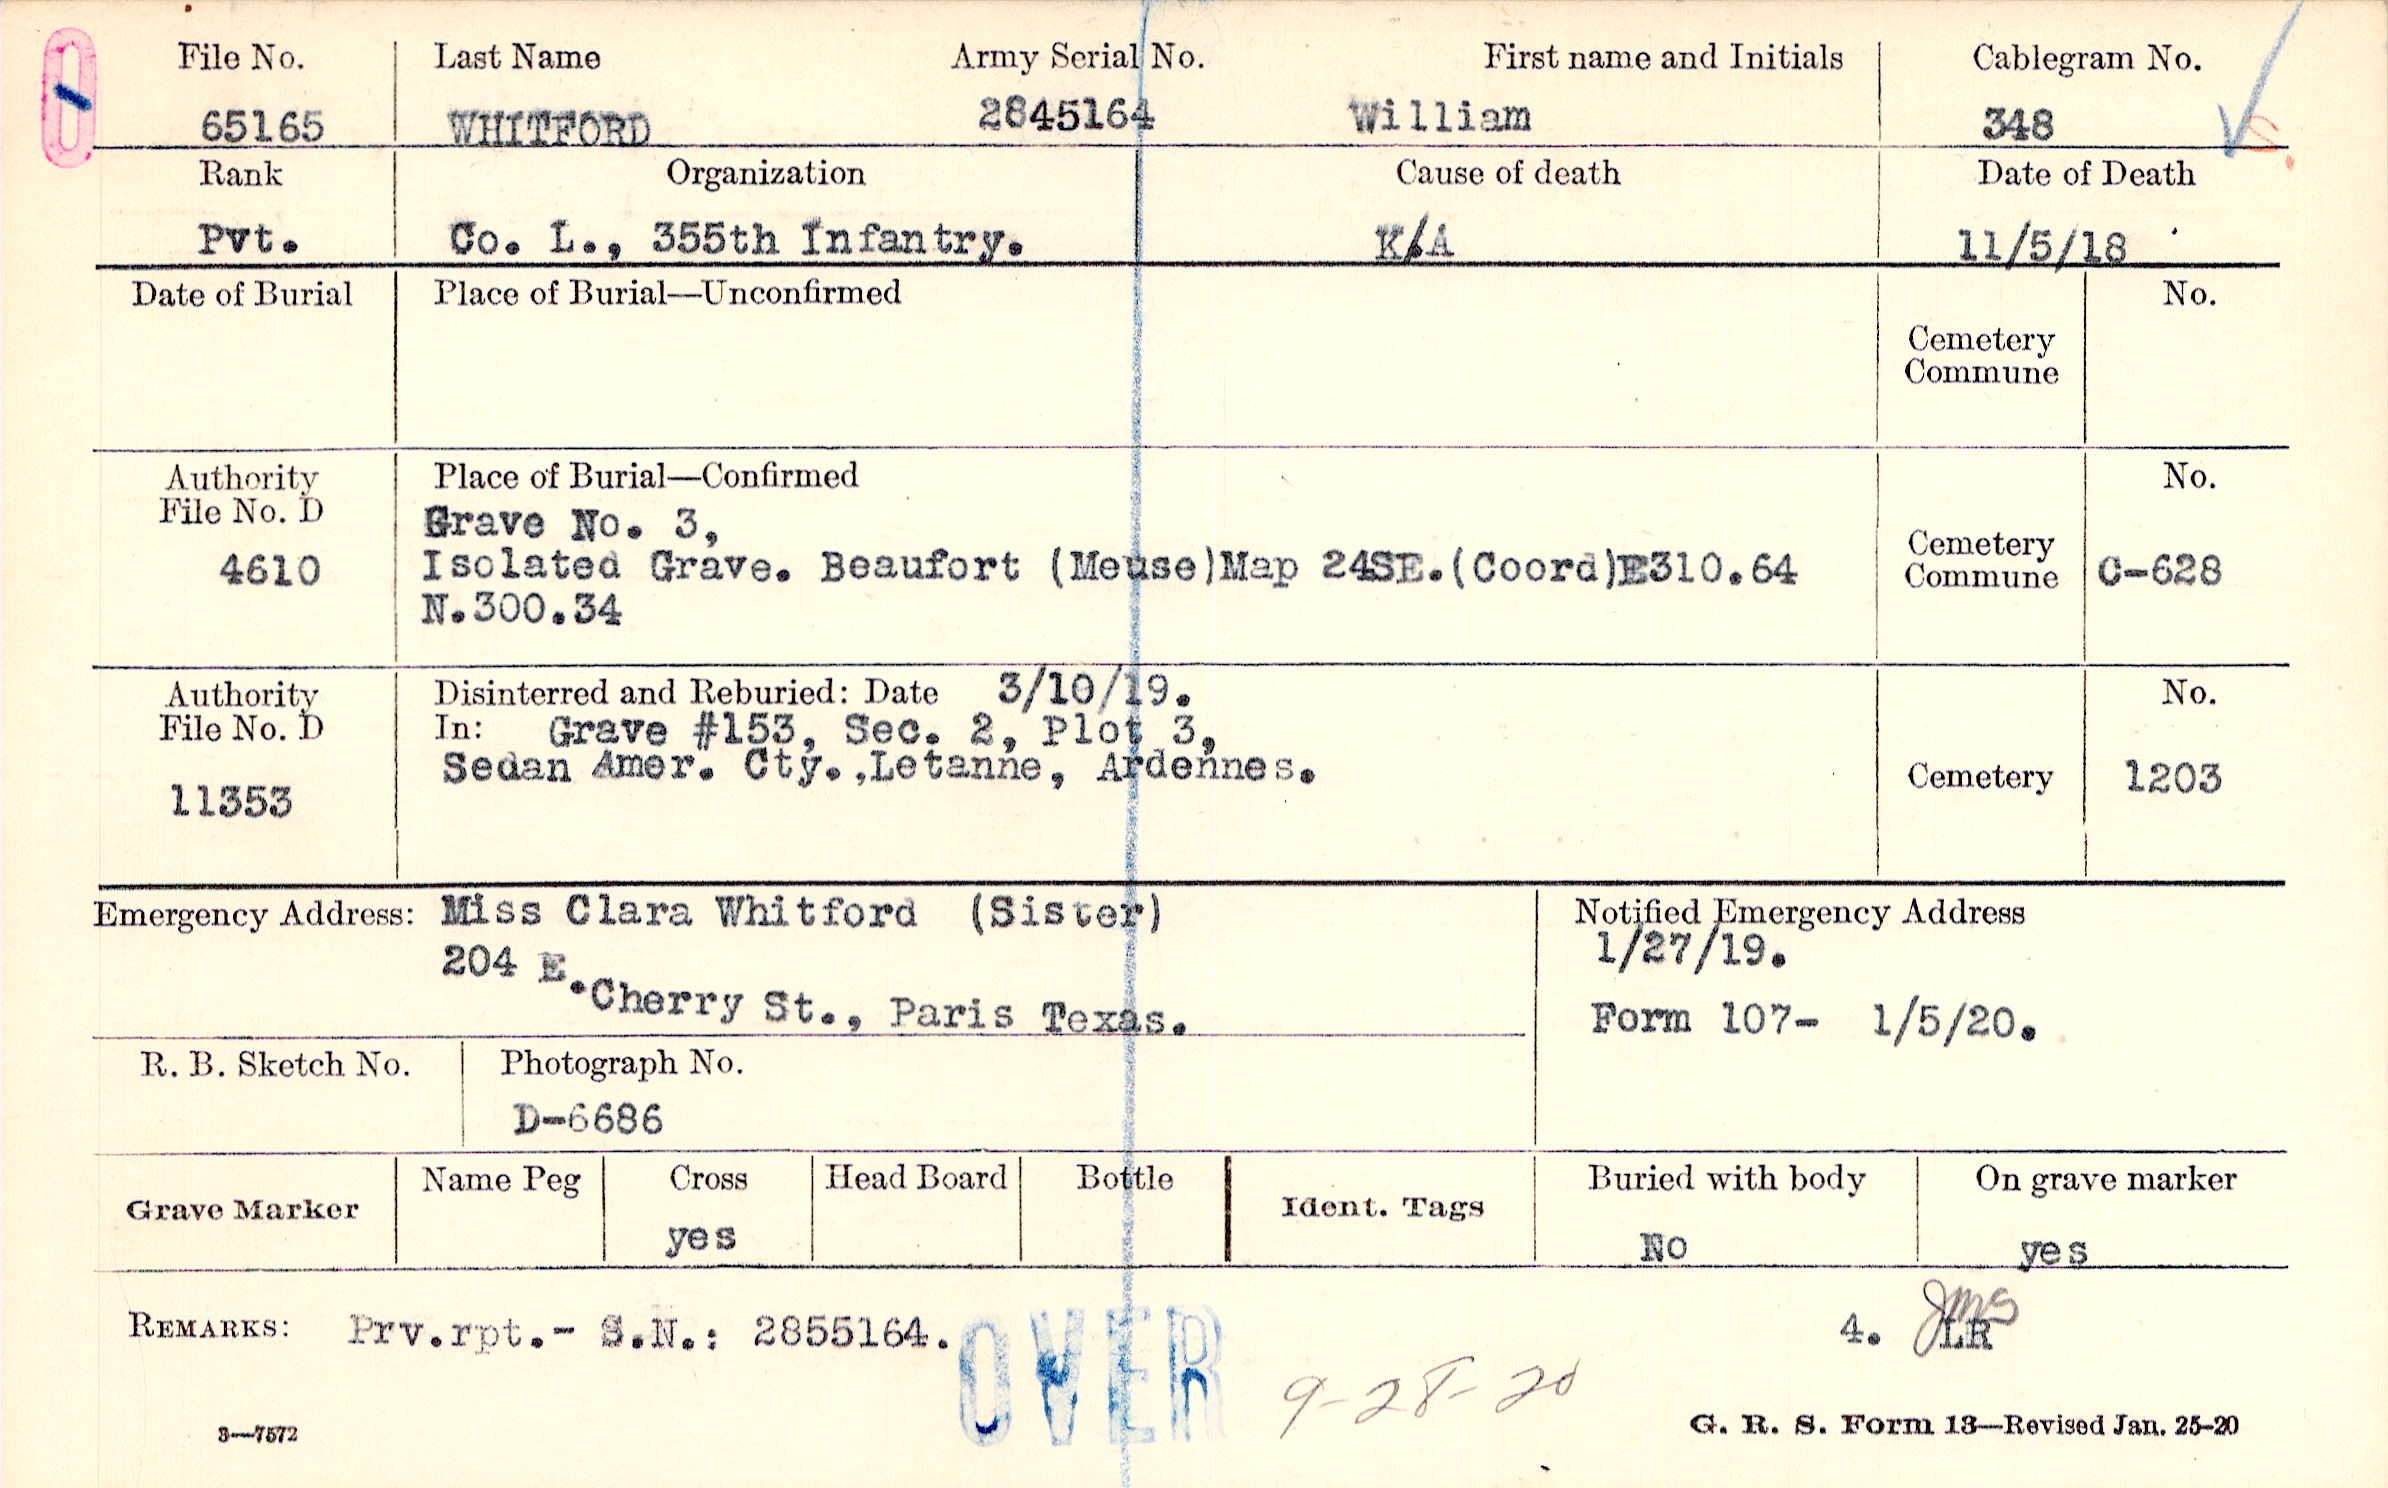 File No. Last Name Army Serial No. First name and Initials Cablegram No.
65165 WHITFORD 2845164 William 348
Rank Organization Cause of death Date of Death
Pvt. Co. L., 355th Infantry. K/A 11/5/18
Date of Burial Place of Burial—Unconfirmed No.
Cemetery
Commune
Authority Place of Burial—Confirmed No.
File No. D Grave No. 3,
4610 Isolated Grave. Beaufort (Meuse)Map 24SE.(Coord)E310.64 Cemetery
Commune C-628
N.300.34
Authority Disinterred and Reburied: Date 3/10/19. No.
File No. D In: Grave #153, Sec. 2, Plot 3,
Sedan Amer. Cty.,Letanne, Ardennes. Cemetery 1203
11353
Emergency Address: Miss Clara Whitford (Sister) Notified Emergency Address
204 E. Cherry St., Paris Texas. 1/27/19.
Form 107- 1/5/20.
R. B. Sketch No. Photograph No.
D-6686
Grave Marker Name Peg Cross Head Board Bottle Ident. Tags Buried with body On grave marker
yes No yes
REMARKS: Prv.rpt.- S.N.: 2855164. 4. JMS LR
OVER 9-28-20
3—7572 G. R. S. Form 13—Revised Jan. 25-20